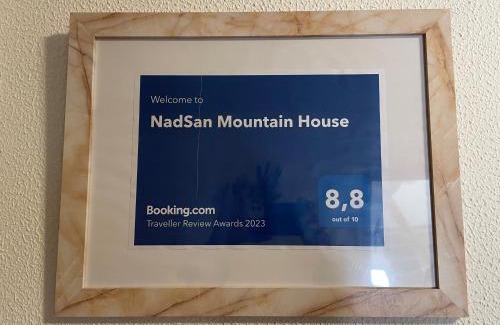 Welcome to
NadSan Mountain House
Booking.com
Traveller Review Awards 2023
8,8
out of 10